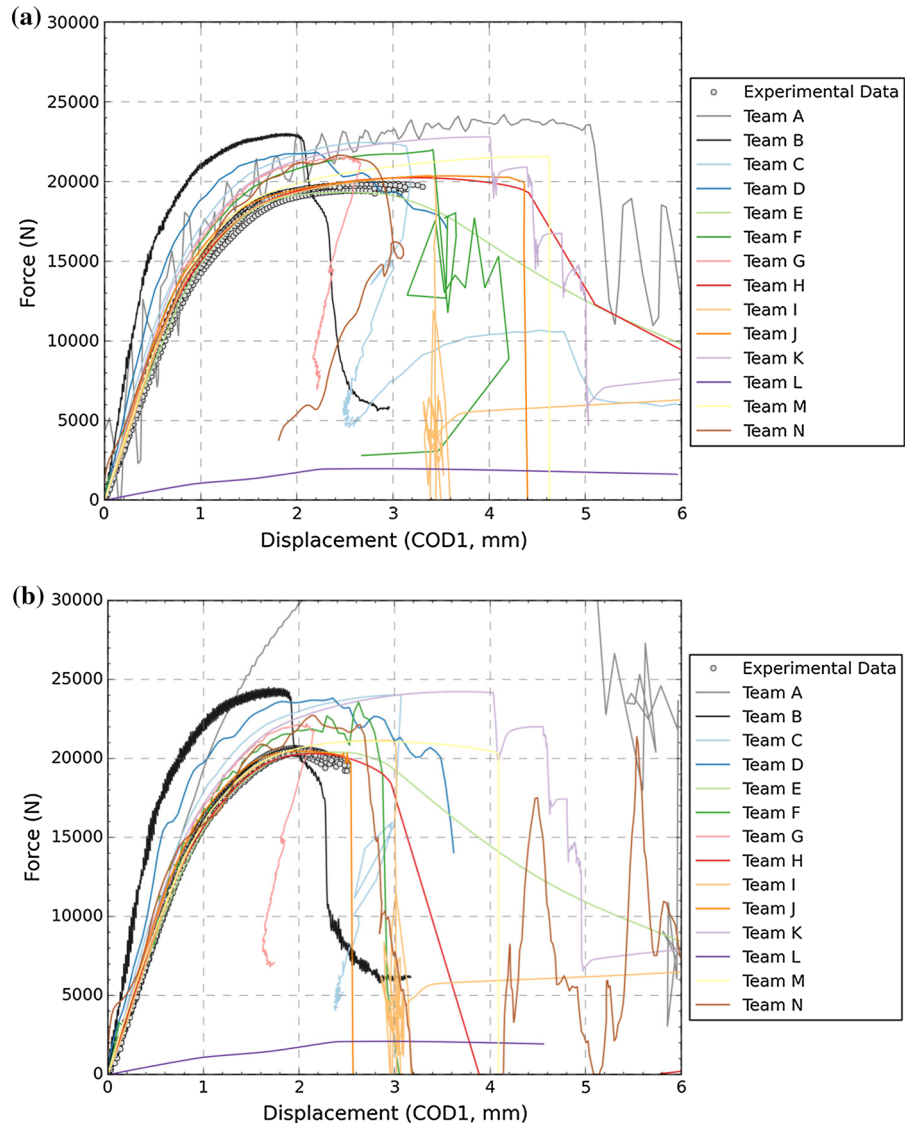 (a)
30000
25000
20000
15000
10000
5000
0
Force (N)
0 1 2 3 4 5 6
Displacement (COD1, mm)
Experimental Data
Team A
Team B
Team C
Team D
Team E
Team F
Team G
Team H
Team I
Team J
Team K
Team L
Team M
Team N
(b)
30000
25000
20000
15000
10000
5000
0
Force (N)
0 1 2 3 4 5 6
Displacement (COD1, mm)
Experimental Data
Team A
Team B
Team C
Team D
Team E
Team F
Team G
Team H
Team I
Team J
Team K
Team L
Team M
Team N